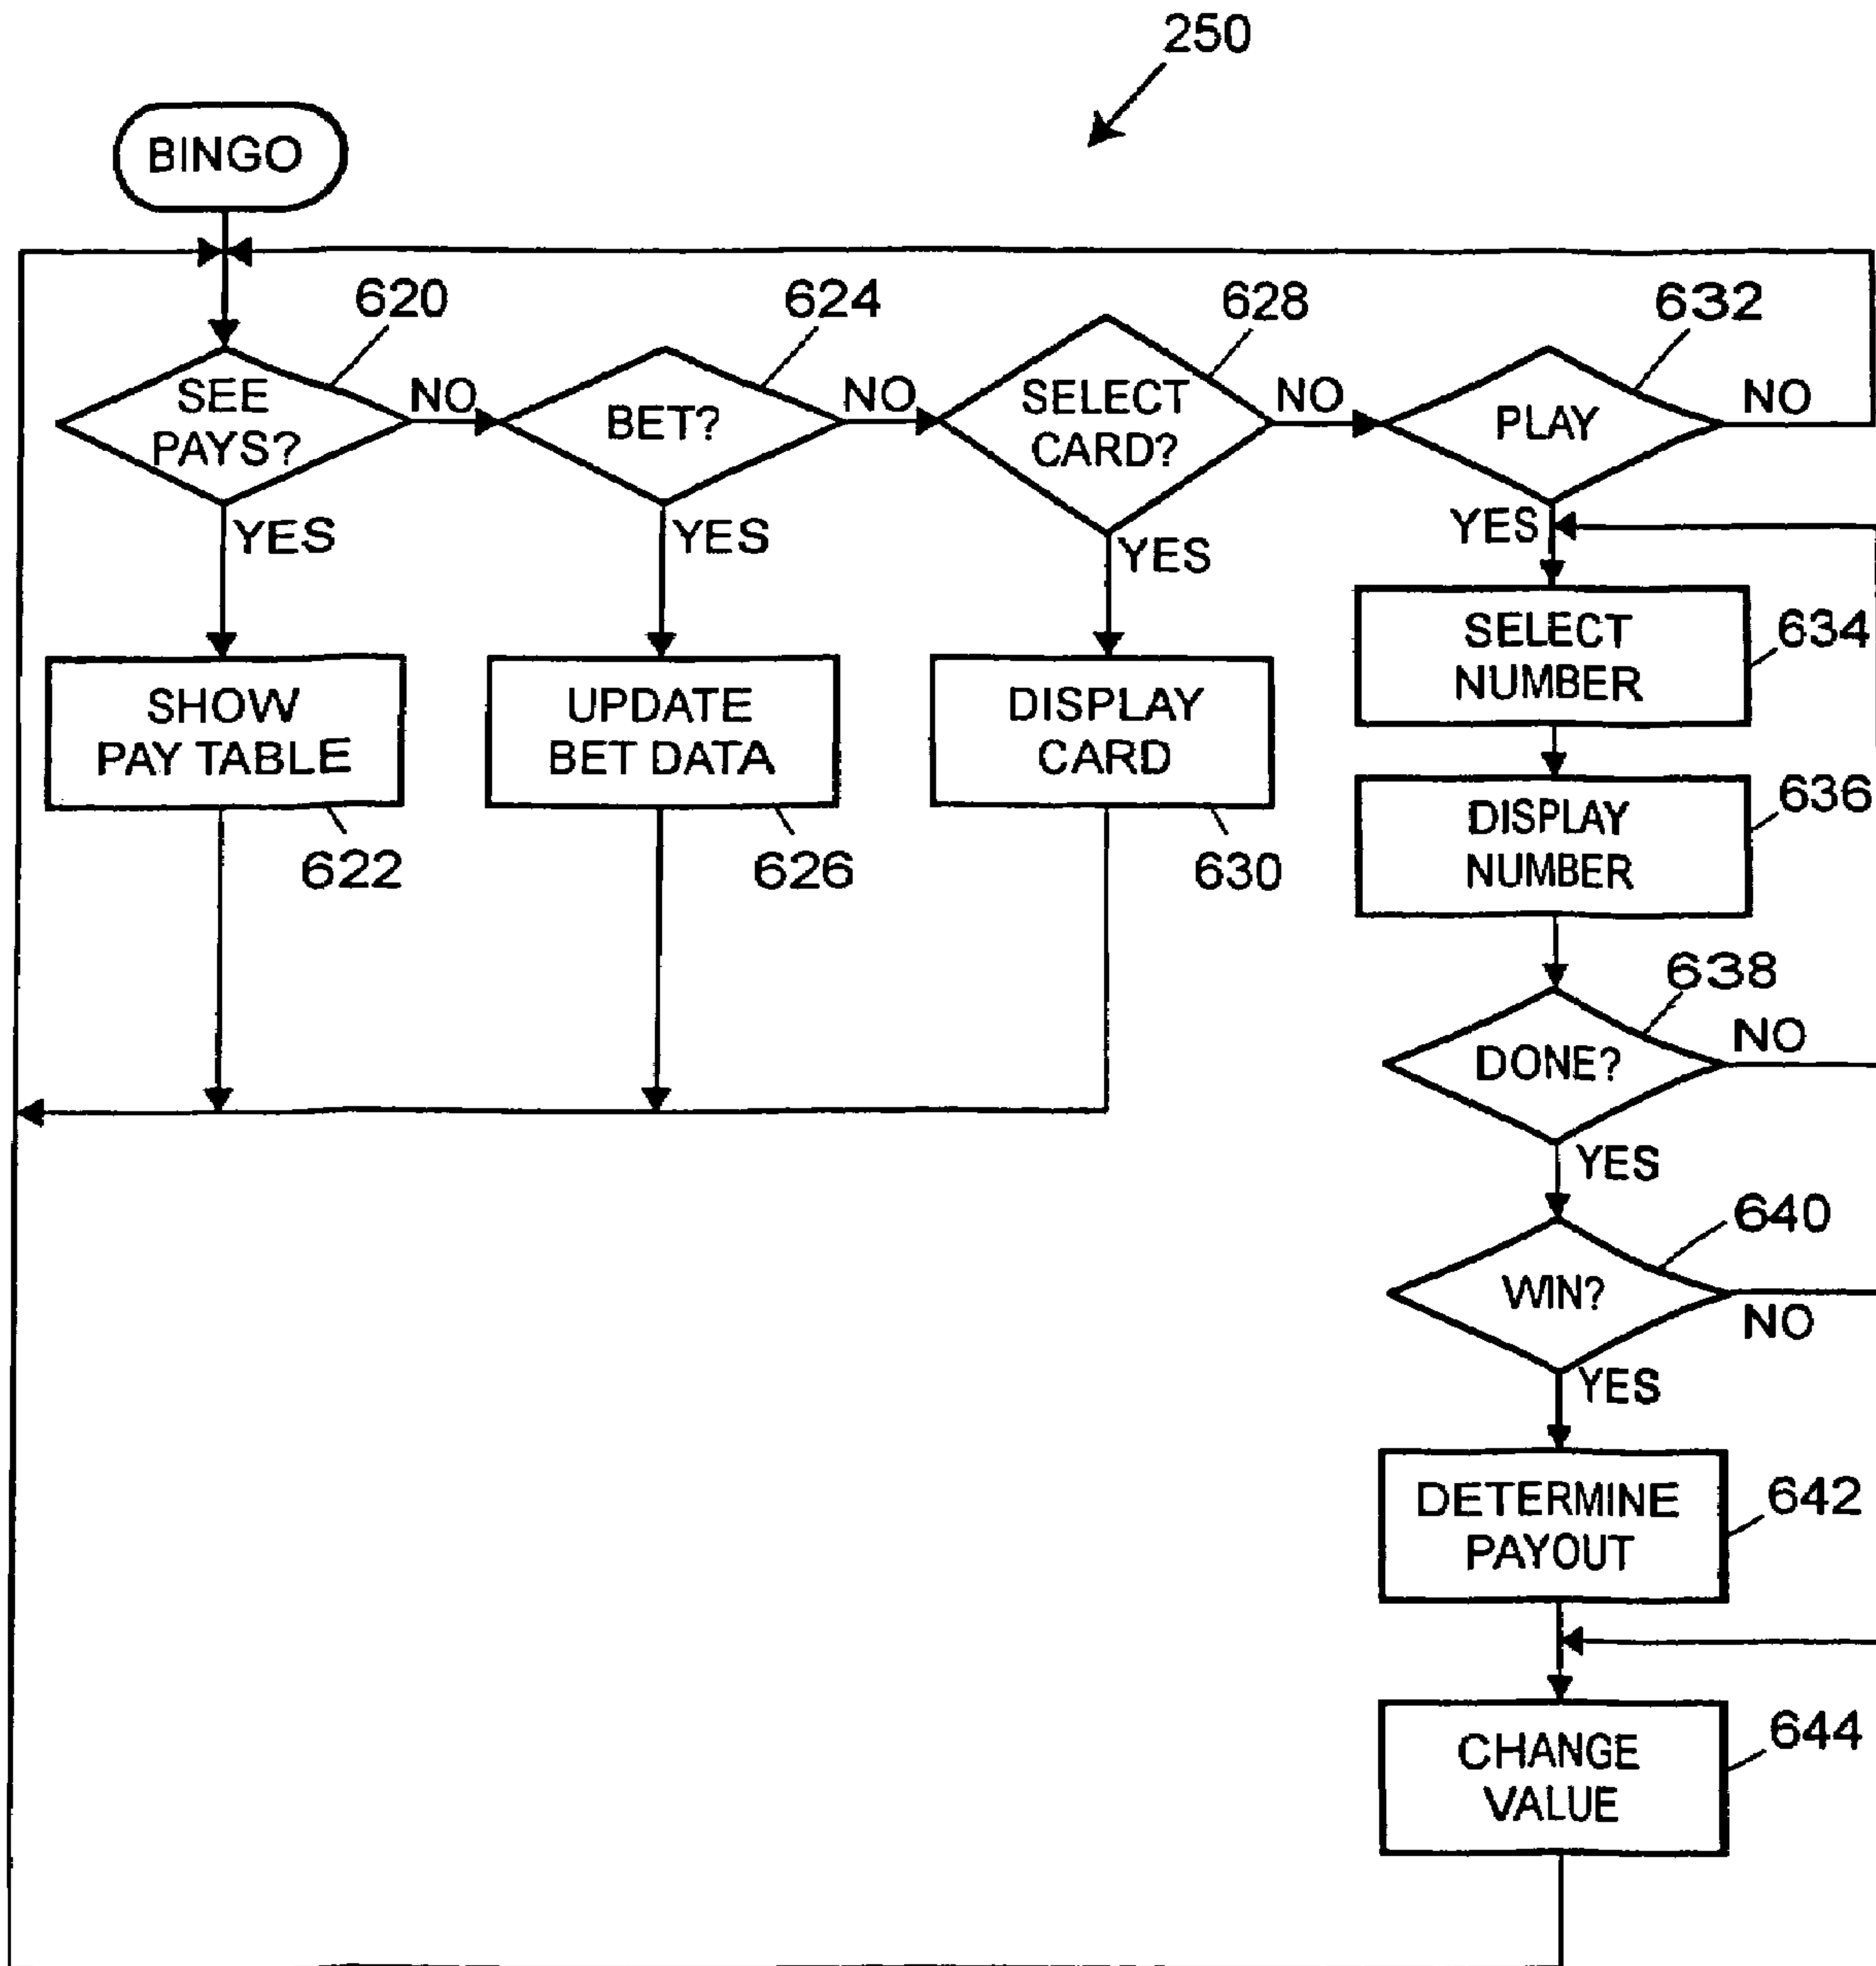 250
BINGO
620
624
628
632
SEE
PAYS?
NO
BET?
NO
SELECT
CARD?
NO
PLAY
NO
YES
YES
YES
YES
SHOW
PAY TABLE
622
UPDATE
BET DATA
626
DISPLAY
CARD
630
SELECT
NUMBER
634
DISPLAY
NUMBER
636
638
DONE?
NO
YES
640
WIN?
NO
YES
DETERMINE
PAYOUT
642
CHANGE
VALUE
644